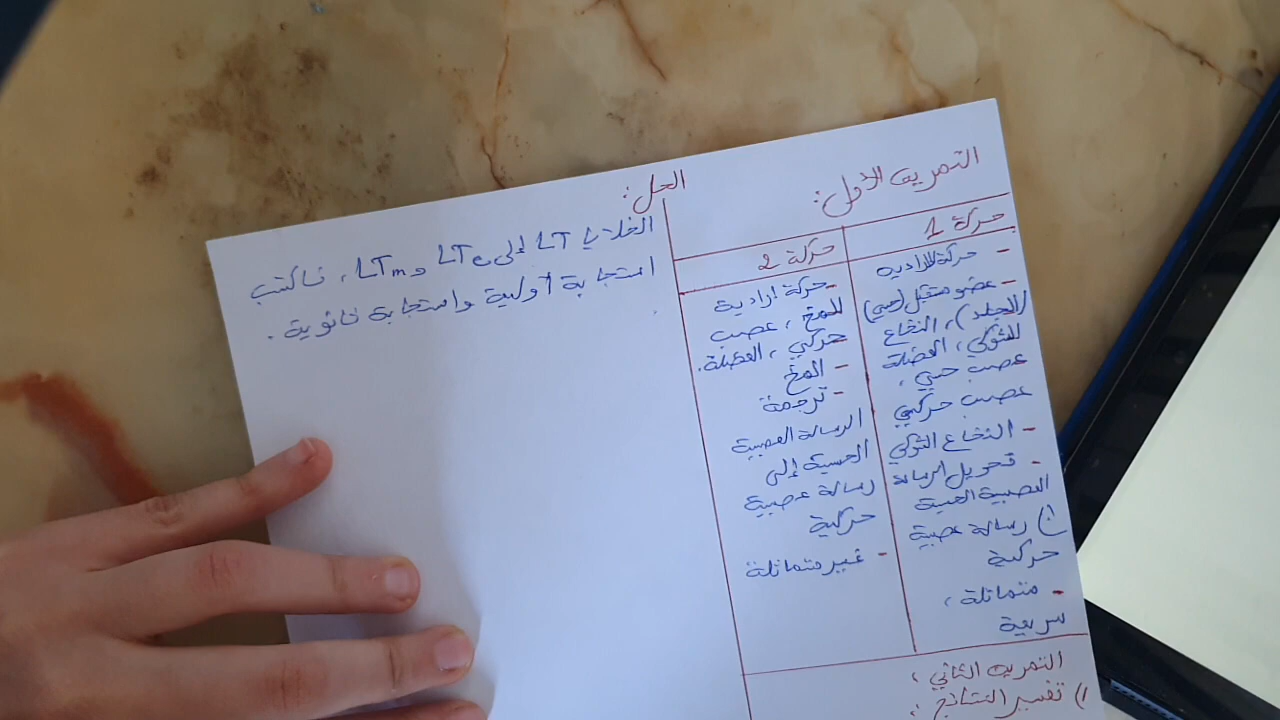 التمرين الأول:
حركة 1
- حركة لاإرادية
- عضو مستقبل (حسي)
(الجلد)، النخاع
الشوكي، العضلة
عصب حسي،
عصب حركي
- النخاع الشوكي
- تحويل الرسالة
العصبية الحسية
إلى رسالة عصبية
حركية
- متماثلة،
سريعة
حركة 2
- حركة ارادية
المخ، عصب
حركي، العضلة.
- المخ
- ترجمة
الرسالة العصبية
الحسية إلى
رسالة عصبية
حركية
- غير متماثلة
التمرين الثاني:
1) تفسير النتائج:
الحل:
الخلايا LT إلى LTc و LTm،
استجابة أولية واستجابة ثانوية.